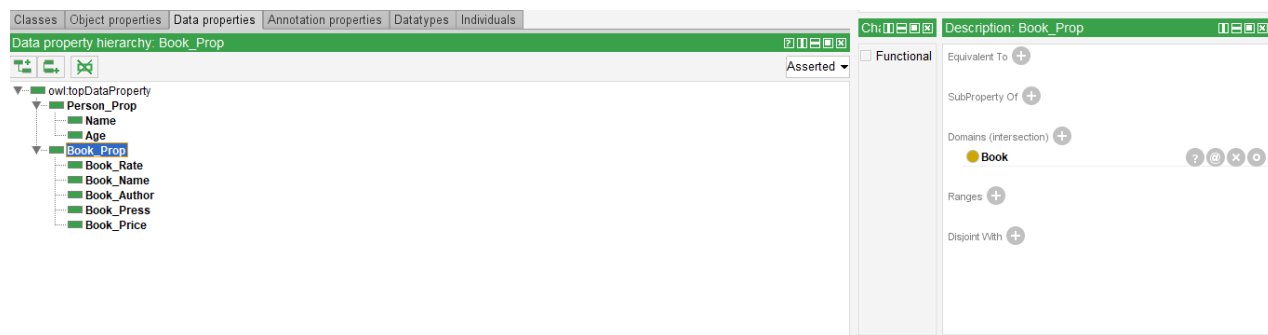 Classes Object properties Data properties Annotation properties Datatypes Individuals
Data property hierarchy: Book_Prop
Asserted
owl:topDataProperty
Person_Prop
Name
Age
Book_Prop
Book_Rate
Book_Name
Book_Author
Book_Press
Book_Price
Functional
Description: Book_Prop
Equivalent To
SubProperty Of
Domains (intersection)
Book
Ranges
Disjoint With